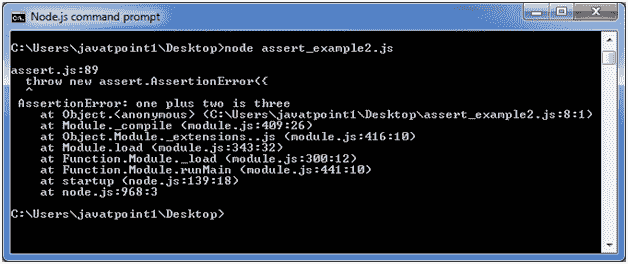 Node.js command prompt
C:\Users\javatpoint1\Desktop>node assert_example2.js
assert.js:89
throw new assert.AssertionError({
^
AssertionError: one plus two is three
at Object.<anonymous> (C:\Users\javatpoint1\Desktop\assert_example2.js:8:1)
at Module._compile (module.js:409:26)
at Object.Module._extensions..js (module.js:416:10)
at Module.load (module.js:343:32)
at Function.Module._load (module.js:300:12)
at Function.Module.runMain (module.js:441:10)
at startup (node.js:139:18)
at node.js:968:3
C:\Users\javatpoint1\Desktop>